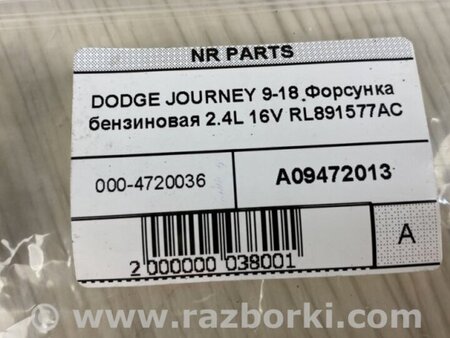 NR PARTS
DODGE JOURNEY 9-18 Форсунка
бензиновая 2.4L 16V RL891577AC
000-4720036
A09472013
A
2 000000 038001
www.razborki.com